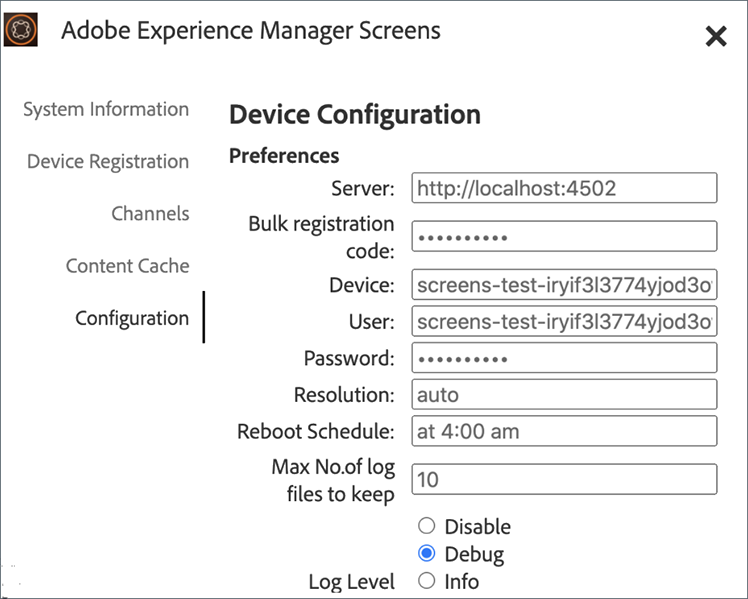 Adobe Experience Manager Screens
System Information
Device Registration
Channels
Content Cache
Configuration
Device Configuration
Preferences
Server: http://localhost:4502
Bulk registration
code: ••••••••••
Device: screens-test-iryif3l3774yjod3o
User: screens-test-iryif3l3774yjod3o
Password: ••••••••••
Resolution: auto
Reboot Schedule: at 4:00 am
Max No.of log
files to keep 10
Disable
Debug
Log Level Info